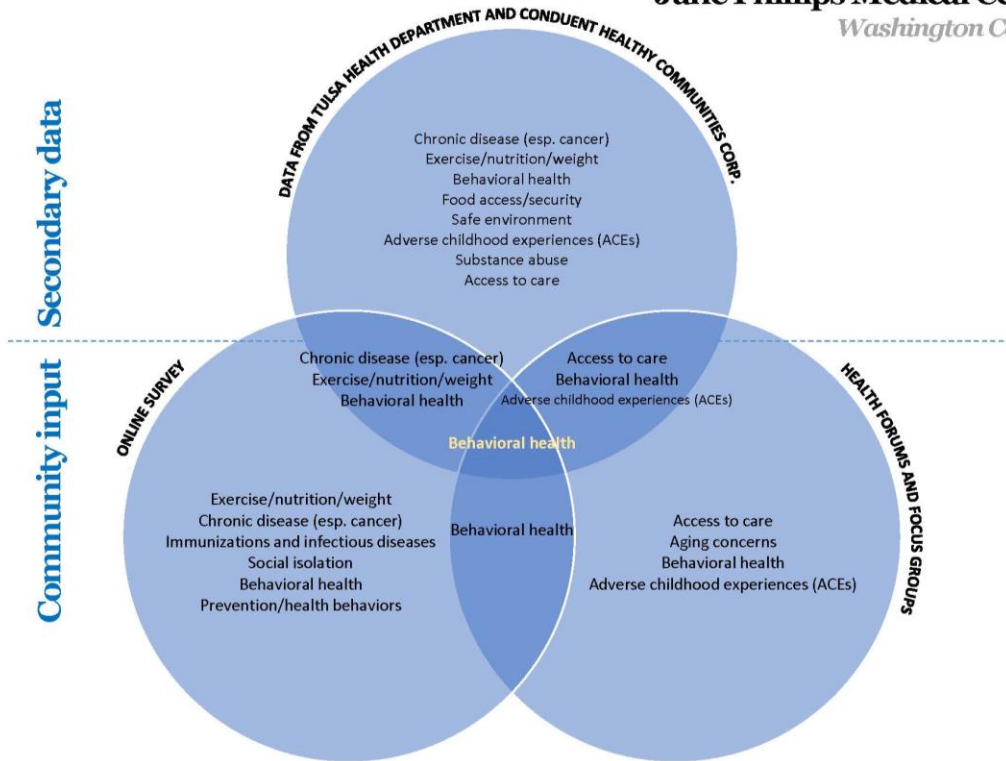 Washington
DATA FROM TULSA HEALTH DEPARTMENT AND CONDUENT HEALTHY COMMUNITIES CORP.
Secondary data
Chronic disease (esp. cancer)
Exercise/nutrition/weight
Behavioral health
Food access/security
Safe environment
Adverse childhood experiences (ACEs)
Substance abuse
Access to care
Community input
ONLINE SURVEY
Chronic disease (esp. cancer)
Exercise/nutrition/weight
Behavioral health
Access to care
Behavioral health
Adverse childhood experiences (ACEs)
HEALTH FORUMS AND FOCUS GROUPS
Behavioral health
Exercise/nutrition/weight
Chronic disease (esp. cancer)
Immunizations and infectious diseases
Social isolation
Behavioral health
Prevention/health behaviors
Behavioral health
Access to care
Aging concerns
Behavioral health
Adverse childhood experiences (ACEs)